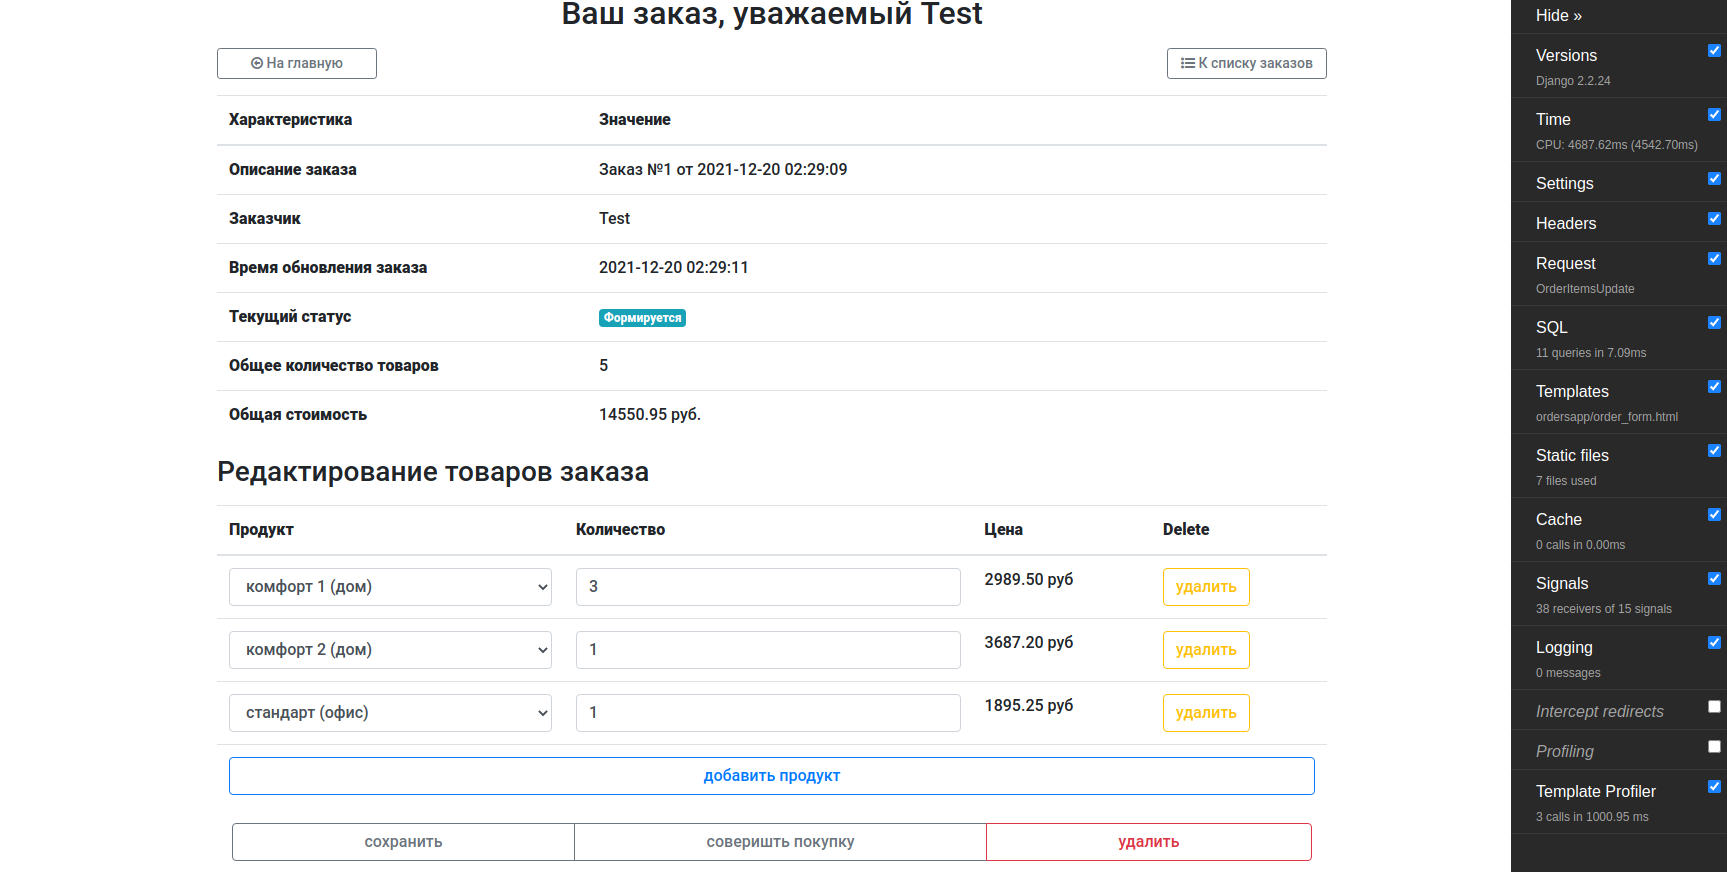 Ваш заказ, уважаемый Test
На главную
К списку заказов
Характеристика Значение
Описание заказа Заказ №1 от 2021-12-20 02:29:09
Заказчик Test
Время обновления заказа 2021-12-20 02:29:11
Текущий статус Формируется
Общее количество товаров 5
Общая стоимость 14550.95 руб.
Редактирование товаров заказа
Продукт Количество Цена Delete
комфорт 1 (дом) 3 2989.50 руб удалить
комфорт 2 (дом) 1 3687.20 руб удалить
стандарт (офис) 1 1895.25 руб удалить
добавить продукт
сохранить совершить покупку удалить
Hide »
Versions
Django 2.2.24
Time
CPU: 4687.62ms (4542.70ms)
Settings
Headers
Request
OrderItemsUpdate
SQL
11 queries in 7.09ms
Templates
ordersapp/order_form.html
Static files
7 files used
Cache
0 calls in 0.00ms
Signals
38 receivers of 15 signals
Logging
0 messages
Intercept redirects
Profiling
Template Profiler
3 calls in 1000.95 ms